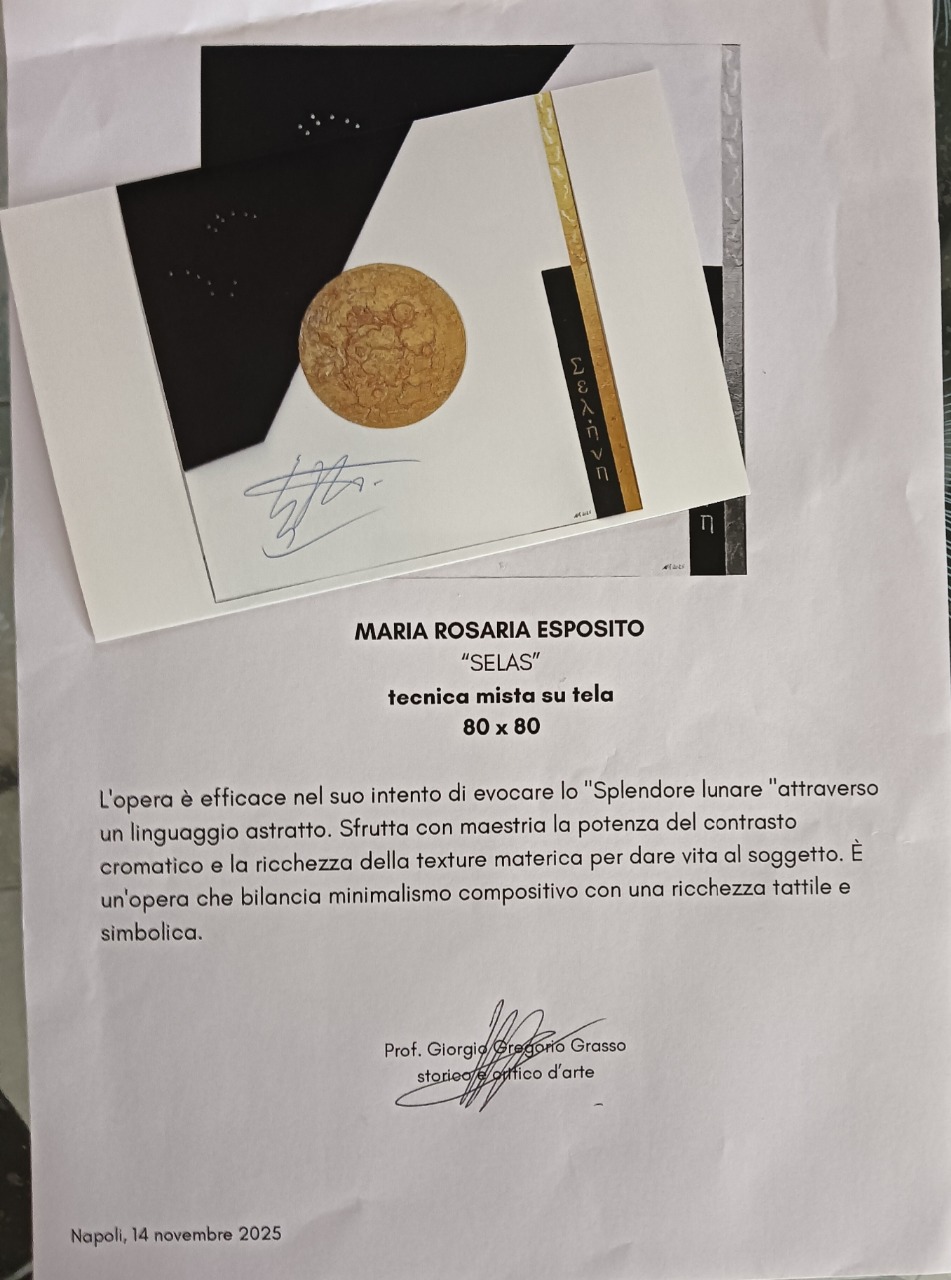 Σ
ε
λ
ή
ν
η
η
MARIA ROSARIA ESPOSITO
“SELAS”
tecnica mista su tela
80 x 80
L'opera è efficace nel suo intento di evocare lo "Splendore lunare "attraverso
un linguaggio astratto. Sfrutta con maestria la potenza del contrasto
cromatico e la ricchezza della texture materica per dare vita al soggetto. È
un'opera che bilancia minimalismo compositivo con una ricchezza tattile e
simbolica.
Prof. Giorgio Gregorio Grasso
storico e critico d'arte
Napoli, 14 novembre 2025